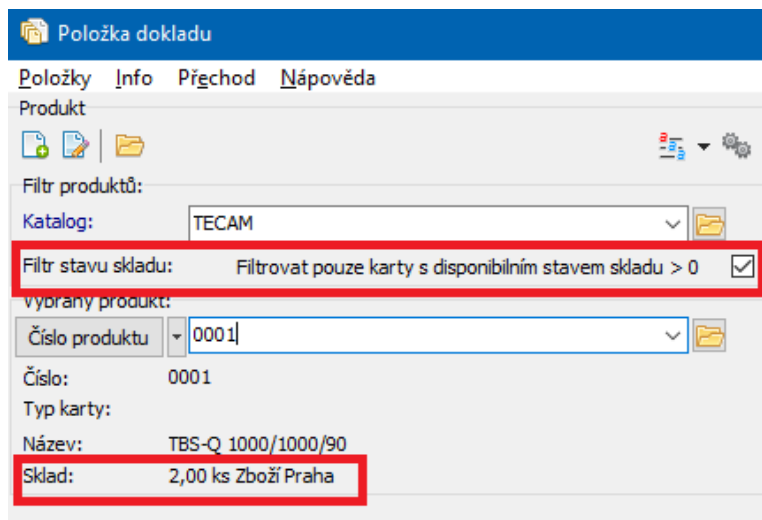 Položka dokladu
Položky Info Přechod Nápověda
Produkt
Filtr produktů:
Katalog: TECAM
Filtr stavu skladu: Filtrovat pouze karty s disponibilním stavem skladu > 0
Vybraný produkt:
Číslo produktu 0001
Číslo: 0001
Typ karty:
Název: TBS-Q 1000/1000/90
Sklad: 2,00 ks Zboží Praha